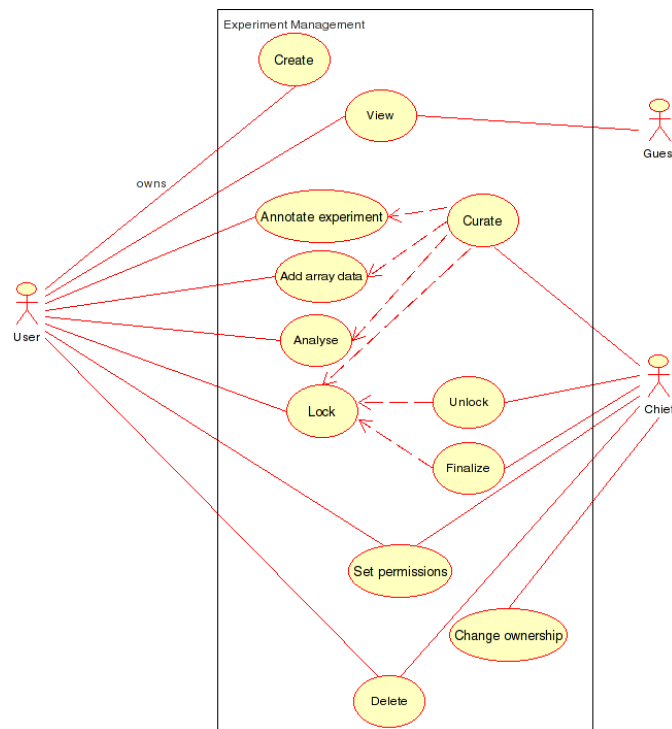 Experiment Management
Create
View
Gues
owns
Annotate experiment
Curate
Add array data
User
Analyse
Chief
Lock
Unlock
Finalize
Set permissions
Change ownership
Delete